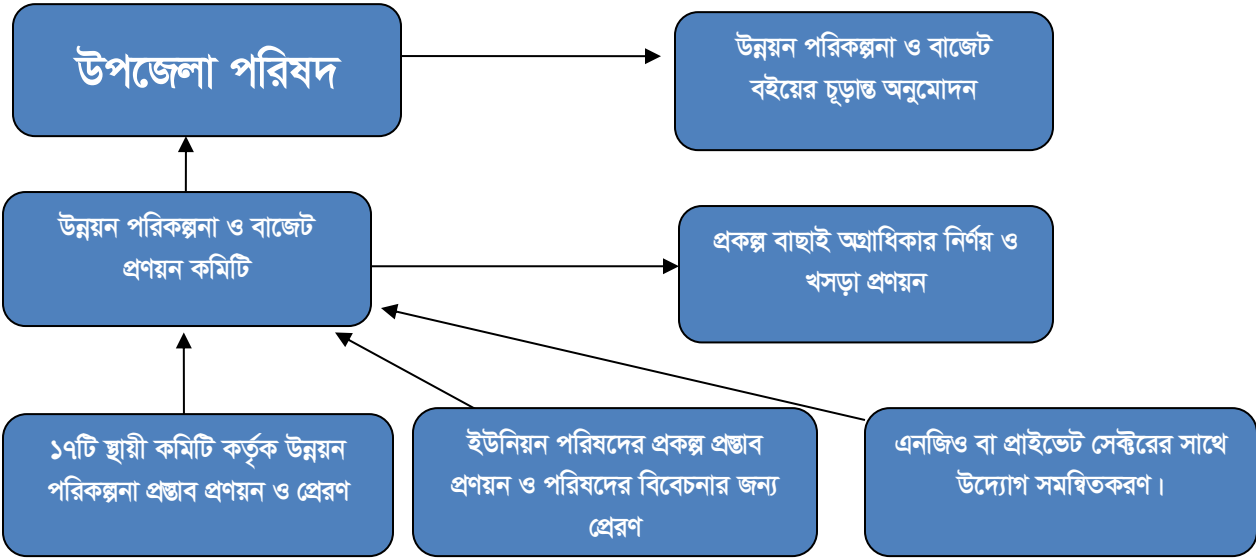 উপজেলা পরিষদ
উন্নয়ন পরিকল্পনা ও বাজেট
বইয়ের চূড়ান্ত অনুমোদন
উন্নয়ন পরিকল্পনা ও বাজেট
প্রণয়ন কমিটি
প্রকল্প বাছাই অগ্রাধিকার নির্ণয় ও
খসড়া প্রণয়ন
১৭টি স্থায়ী কমিটি কর্তৃক উন্নয়ন
পরিকল্পনা প্রস্তাব প্রণয়ন ও প্রেরণ
ইউনিয়ন পরিষদের প্রকল্প প্রস্তাব
প্রণয়ন ও পরিষদের বিবেচনার জন্য
প্রেরণ
এনজিও বা প্রাইভেট সেক্টরের সাথে
উদ্যোগ সমন্বিতকরণ।